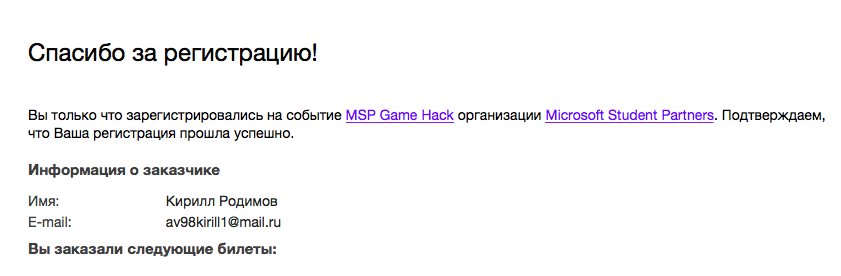 Спасибо за регистрацию!
Вы только что зарегистрировались на событие MSP Game Hack организации Microsoft Student Partners. Подтверждаем,
что Ваша регистрация прошла успешно.
Информация о заказчике
Имя: Кирилл Родимов
E-mail: av98kirill1@mail.ru
Вы заказали следующие билеты: